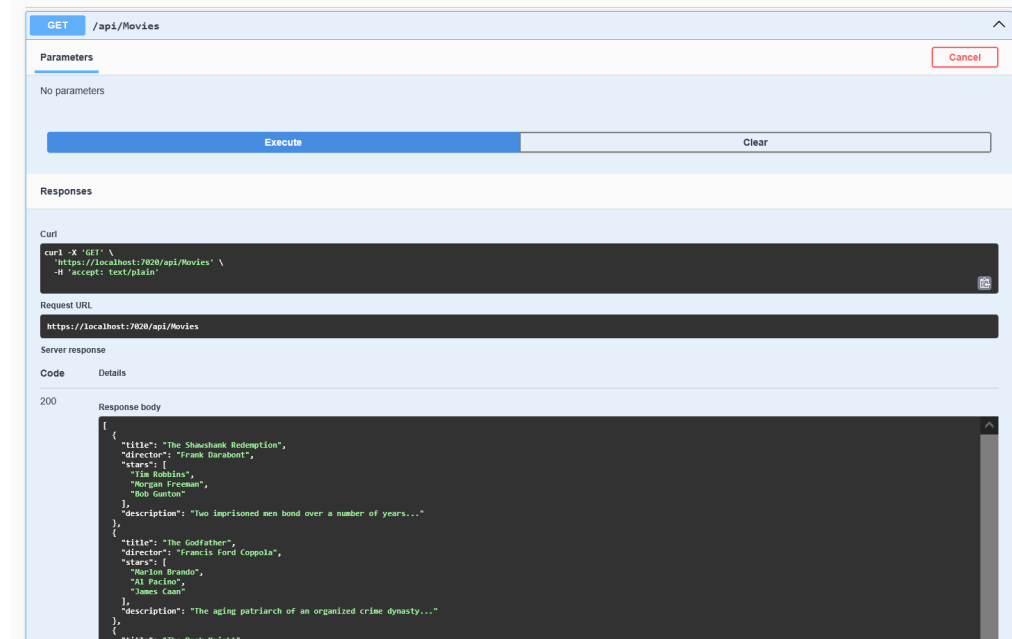 GET /api/Movies
Parameters
Cancel
No parameters
Execute
Clear
Responses
Curl
curl -X 'GET' \
  'https://localhost:7020/api/Movies' \
  -H 'accept: text/plain'
Request URL
https://localhost:7020/api/Movies
Server response
Code Details
200
Response body
[
  {
    "title": "The Shawshank Redemption",
    "director": "Frank Darabont",
    "stars": [
      "Tim Robbins",
      "Morgan Freeman",
      "Bob Gunton"
    ],
    "description": "Two imprisoned men bond over a number of years..."
  },
  {
    "title": "The Godfather",
    "director": "Francis Ford Coppola",
    "stars": [
      "Marlon Brando",
      "Al Pacino",
      "James Caan"
    ],
    "description": "The aging patriarch of an organized crime dynasty..."
  },
  {
    "title": "The Dark Knight",